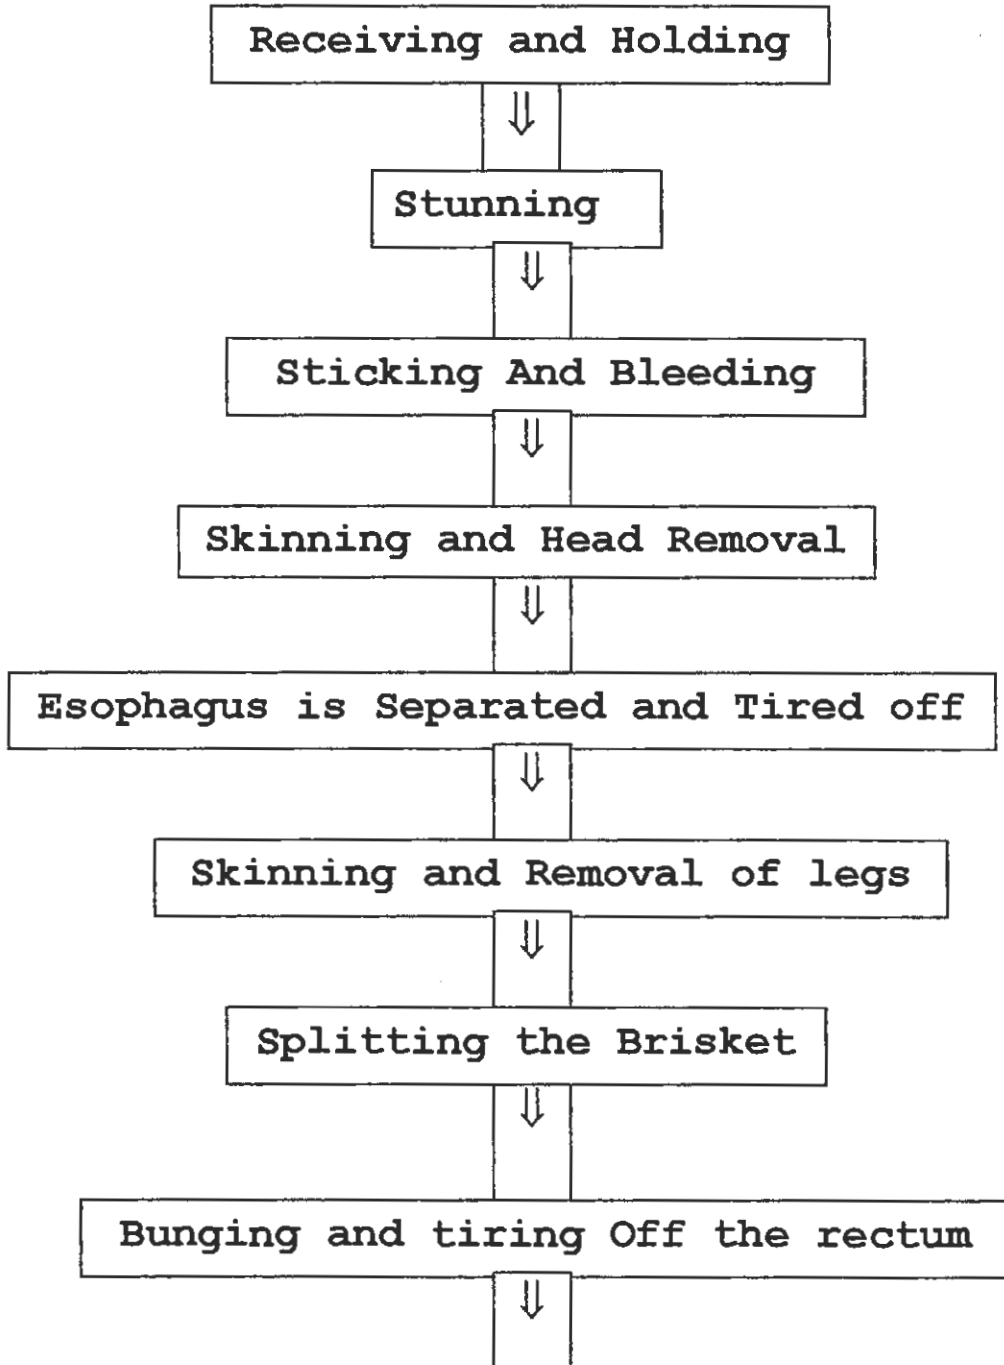 Receiving and Holding
⇓
Stunning
⇓
Sticking And Bleeding
⇓
Skinning and Head Removal
⇓
Esophagus is Separated and Tired off
⇓
Skinning and Removal of legs
⇓
Splitting the Brisket
⇓
Bunging and tiring Off the rectum
⇓